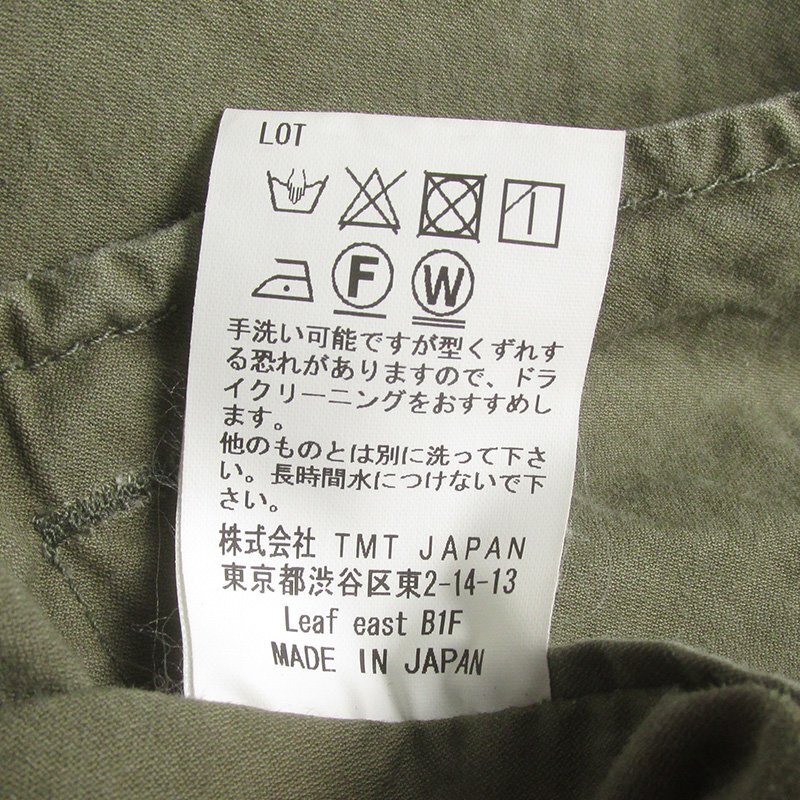 LOT
F W
手洗い可能ですが型くずれす
る恐れがありますので、ドラ
イクリーニングをおすすめし
ます。
他のものとは別に洗って下さ
い。長時間水につけないで下
さい。
株式会社 TMT JAPAN
東京都渋谷区東2-14-13
Leaf east B1F
MADE IN JAPAN